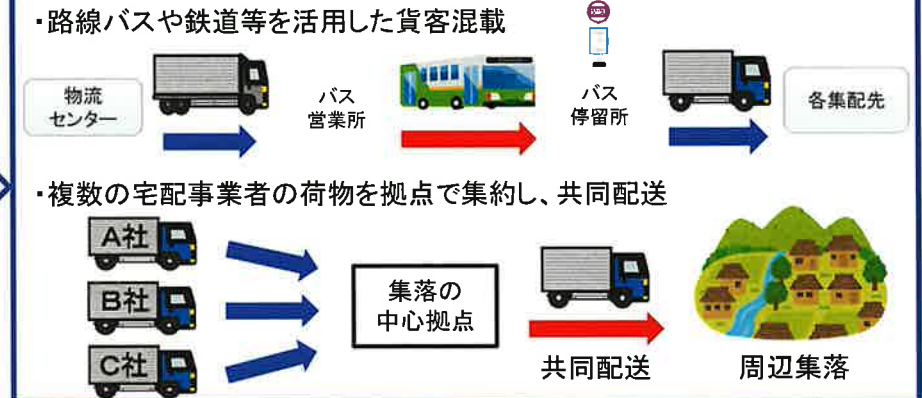 ・路線バスや鉄道等を活用した貨客混載
物流
センター
バス
営業所
バス
停留所
各集配先
・複数の宅配事業者の荷物を拠点で集約し、共同配送
A社
B社
C社
集落の
中心拠点
共同配送
周辺集落